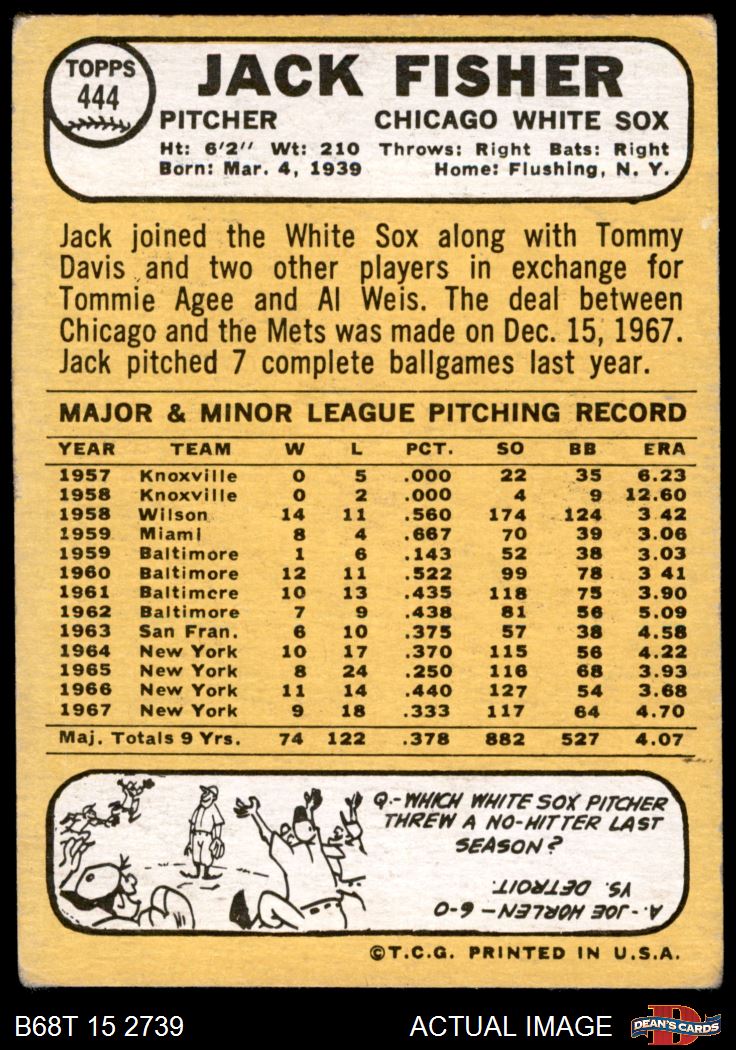 TOPPS
444
JACK FISHER
PITCHER CHICAGO WHITE SOX
Ht: 6'2" Wt: 210 Throws: Right Bats: Right
Born: Mar. 4, 1939 Home: Flushing, N. Y.
Jack joined the White Sox along with Tommy
Davis and two other players in exchange for
Tommie Agee and Al Weis. The deal between
Chicago and the Mets was made on Dec. 15, 1967.
Jack pitched 7 complete ballgames last year.
MAJOR & MINOR LEAGUE PITCHING RECORD
YEAR TEAM W L PCT. SO BB ERA
1957 Knoxville 0 5 .000 22 35 6.23
1958 Knoxville 0 2 .000 4 9 12.60
1958 Wilson 14 11 .560 174 124 3.42
1959 Miami 8 4 .667 70 39 3.06
1959 Baltimore 1 6 .143 52 38 3.03
1960 Baltimore 12 11 .522 99 78 3 41
1961 Baltimore 10 13 .435 118 75 3.90
1962 Baltimore 7 9 .438 81 56 5.09
1963 San Fran. 6 10 .375 57 38 4.58
1964 New York 10 17 .370 115 56 4.22
1965 New York 8 24 .250 116 68 3.93
1966 New York 11 14 .440 127 54 3.68
1967 New York 9 18 .333 117 64 4.70
Maj. Totals 9 Yrs. 74 122 .378 882 527 4.07
Q.-WHICH WHITE SOX PITCHER
THREW A NO-HITTER LAST
SEASON?
A.-JOE HORLEN-6-0
VS. DETROIT.
©T.C.G. PRINTED IN U.S.A.
B68T 15 2739 ACTUAL IMAGE DEAN'S CARDS